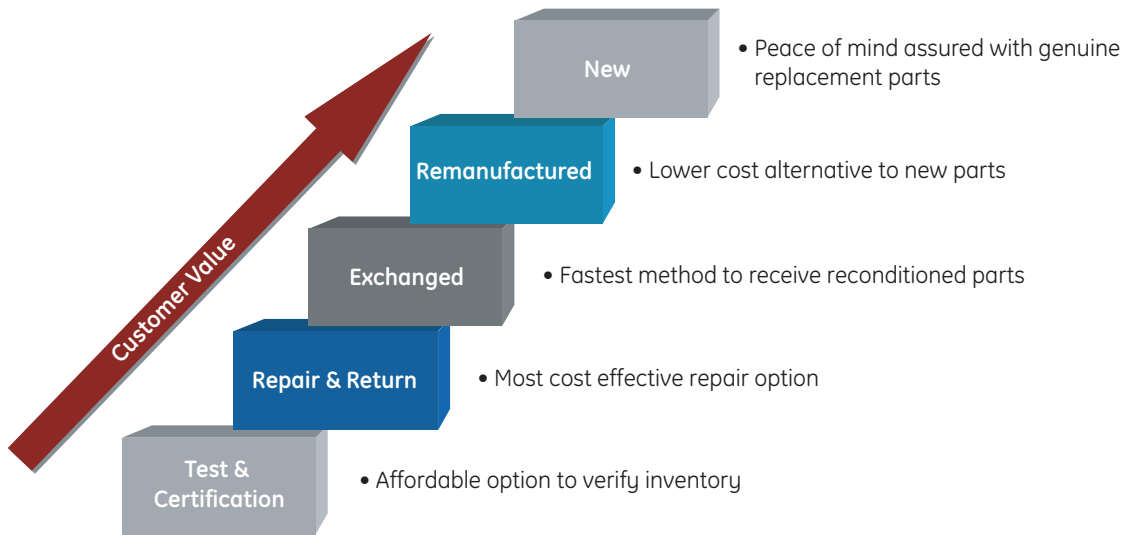 New
• Peace of mind assured with genuine
replacement parts
Remanufactured
• Lower cost alternative to new parts
Customer Value
Exchanged
• Fastest method to receive reconditioned parts
Repair & Return
• Most cost effective repair option
Test &
Certification
• Affordable option to verify inventory